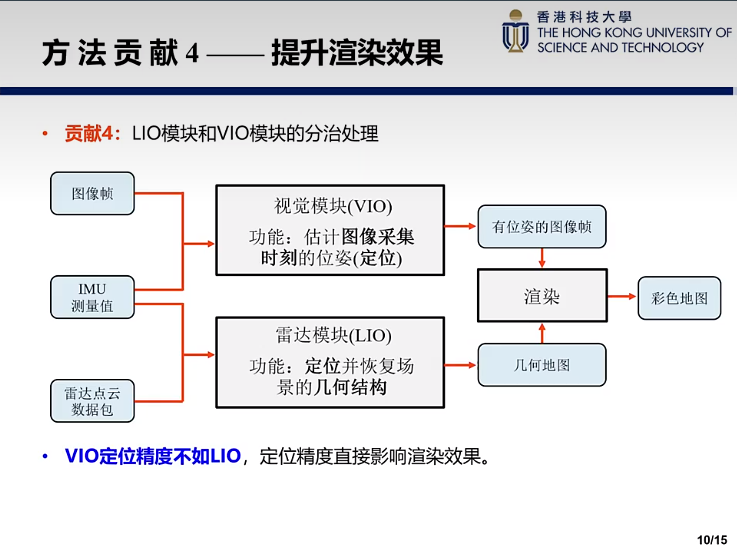 方 法 贡 献 4 —— 提升渲染效果
香港科技大學
THE HONG KONG UNIVERSITY OF
SCIENCE AND TECHNOLOGY
• 贡献4：LIO模块和VIO模块的分治处理
图像帧
IMU
测量值
雷达点云
数据包
视觉模块(VIO)
功能：估计图像采集
时刻的位姿(定位)
雷达模块(LIO)
功能：定位并恢复场
景的几何结构
有位姿的图像帧
渲染
彩色地图
几何地图
• VIO定位精度不如LIO，定位精度直接影响渲染效果。
10/15